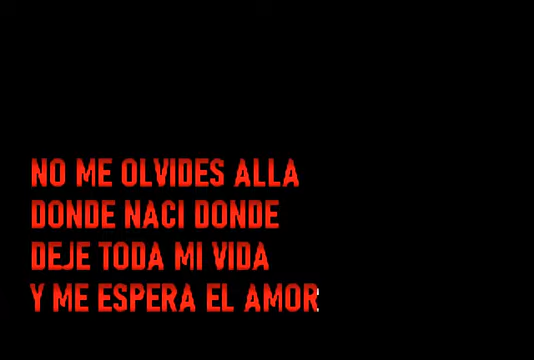 NO ME OLVIDES ALLA
DONDE NACI DONDE
DEJE TODA MI VIDA
Y ME ESPERA EL AMOR